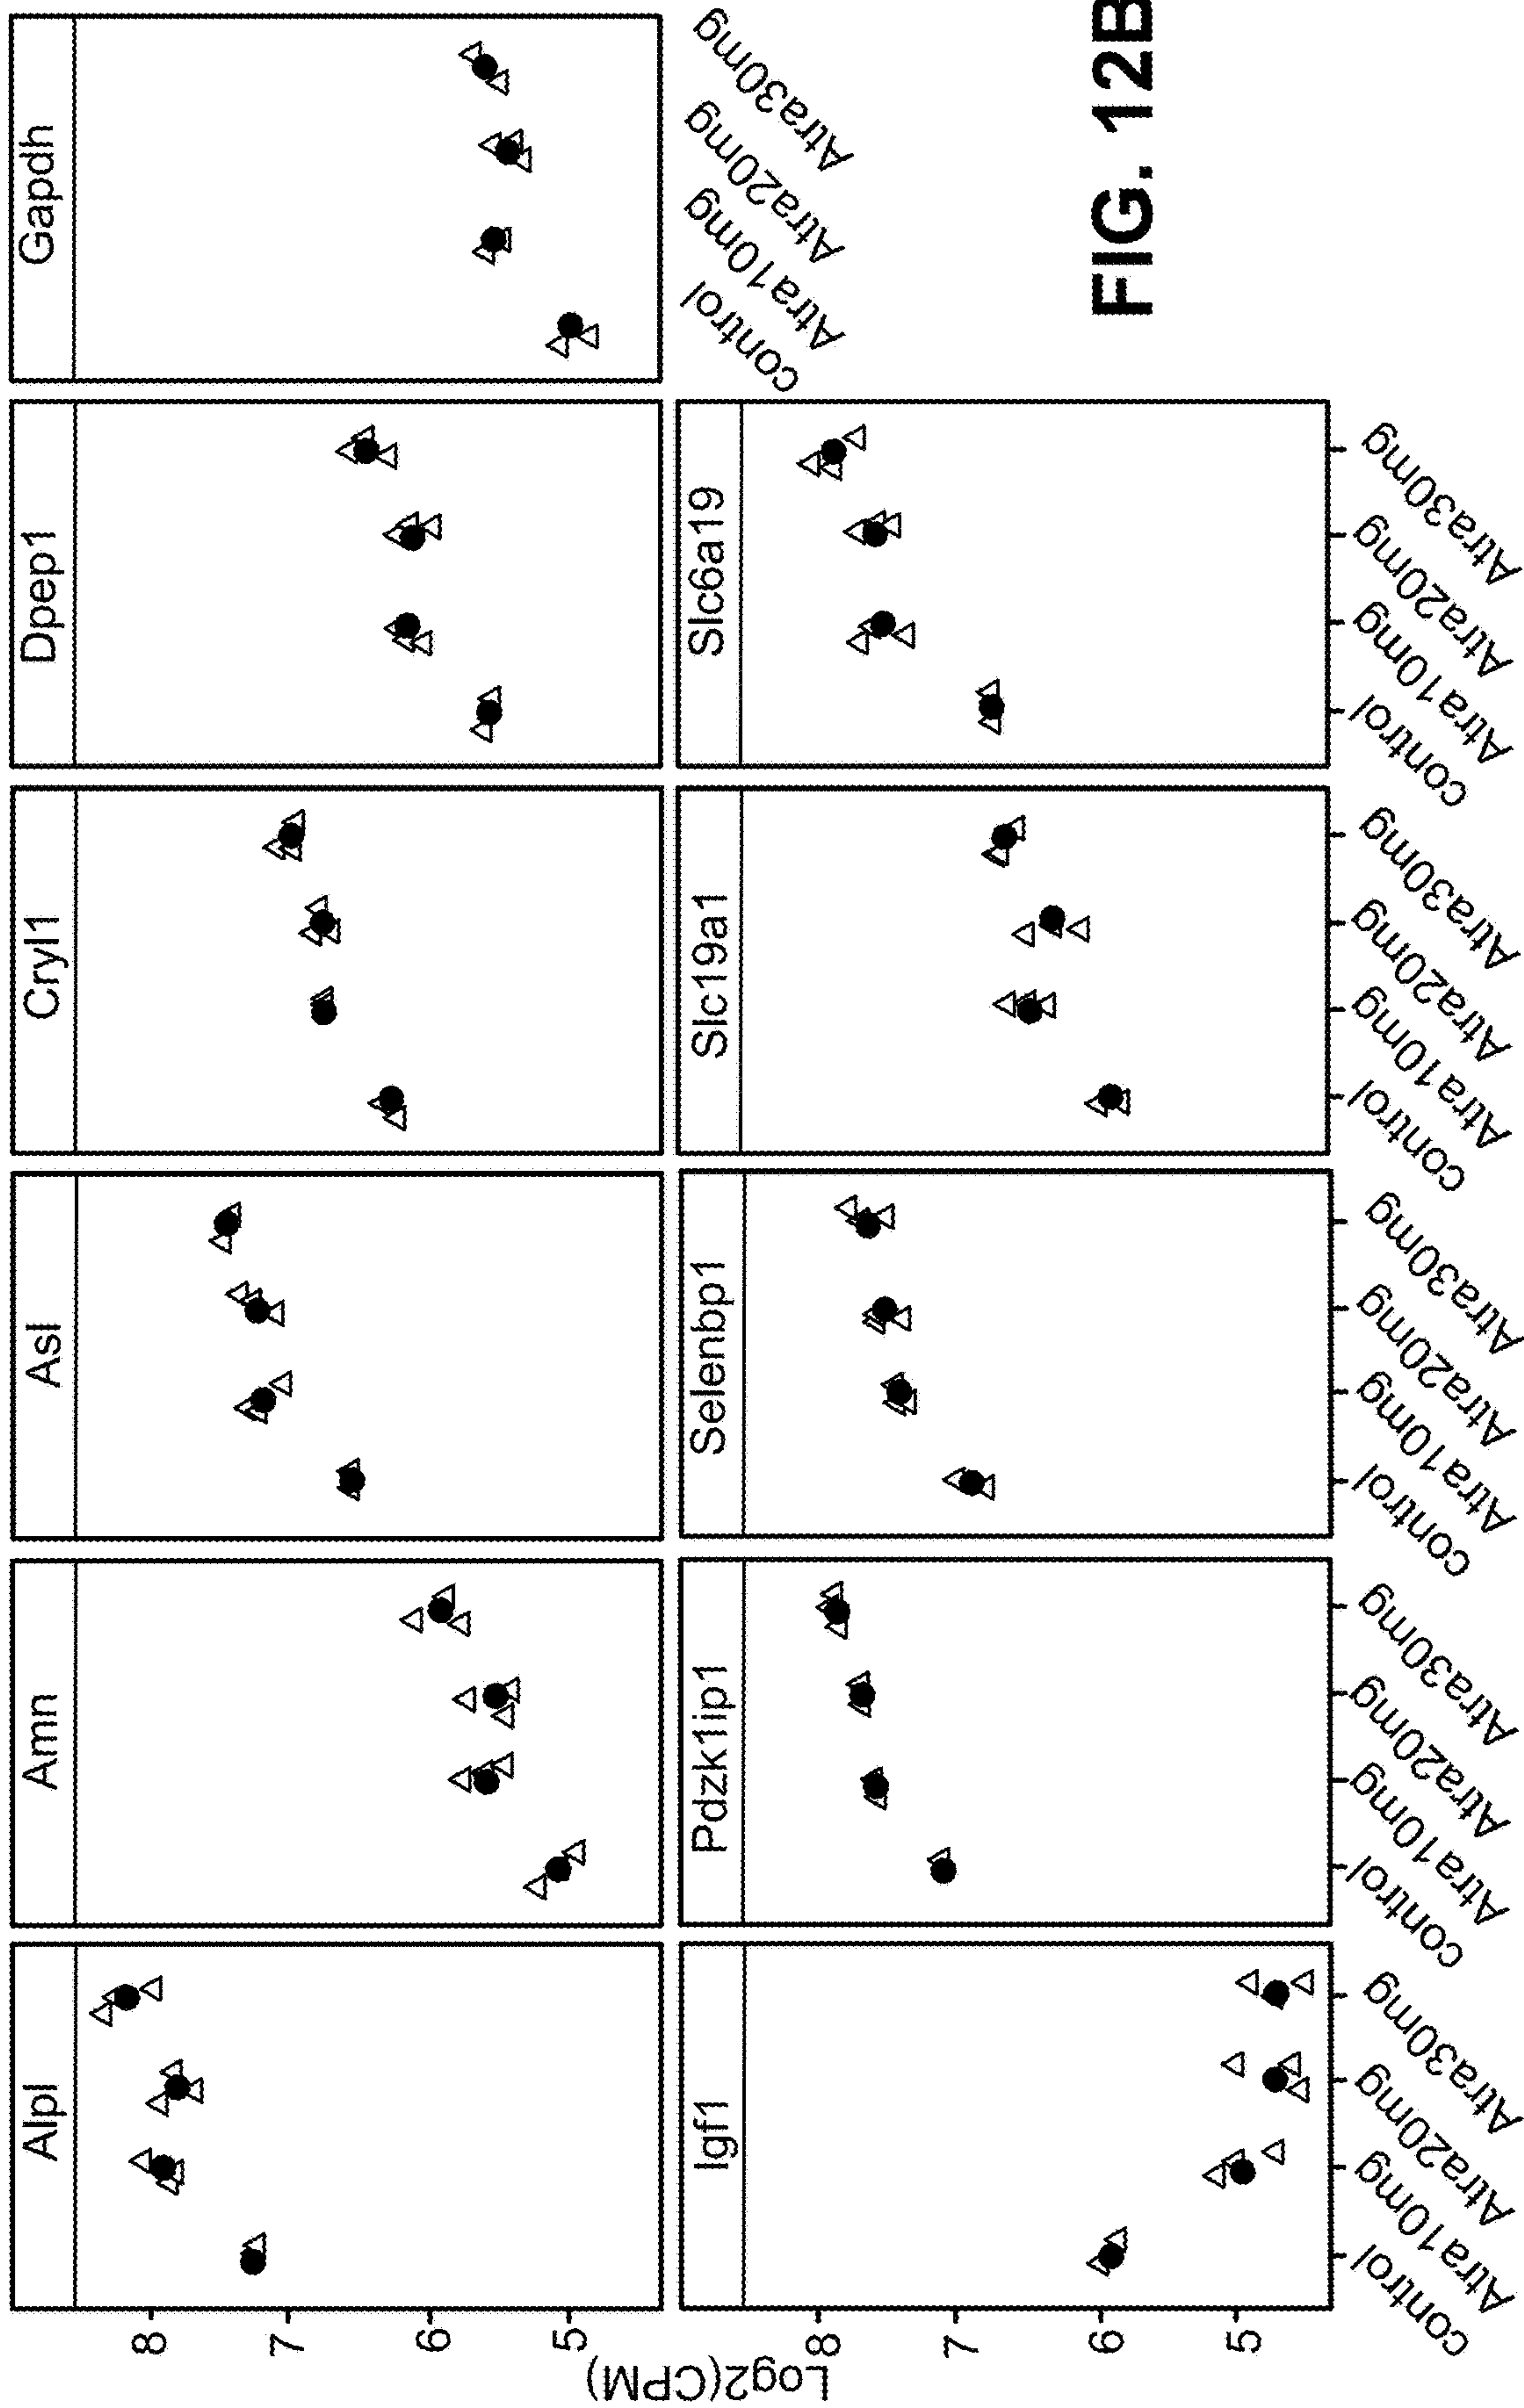 Alpl
Amn
Asl
Cryl1
Dpep1
Gapdh
8
7
6
5
control
Atra10mg
Atra20mg
Atra30mg
Log2(CPM)
Igf1
Pdzk1ip1
Selenbp1
Slc19a1
Slc6a19
8
7
6
5
control
Atra10mg
Atra20mg
Atra30mg
control
Atra10mg
Atra20mg
Atra30mg
control
Atra10mg
Atra20mg
Atra30mg
control
Atra10mg
Atra20mg
Atra30mg
control
Atra10mg
Atra20mg
Atra30mg
FIG. 12B